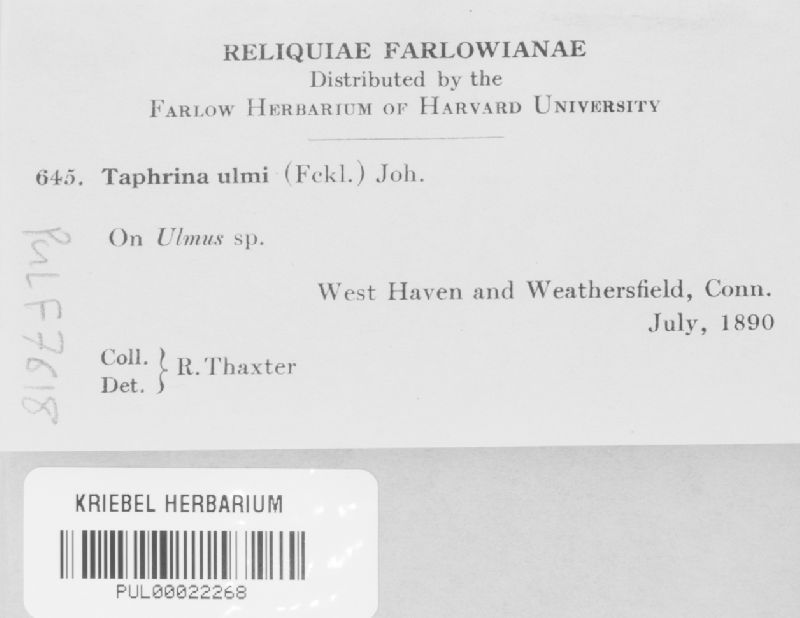 RELIQUIAE FARLOWIANAE
Distributed by the
FARLOW HERBARIUM OF HARVARD UNIVERSITY
645. Taphrina ulmi (Fckl.) Joh.
On Ulmus sp.
West Haven and Weathersfield, Conn.
July, 1890
Coll.
Det. } R. Thaxter
PUL F7618
KRIEBEL HERBARIUM
PUL00022268